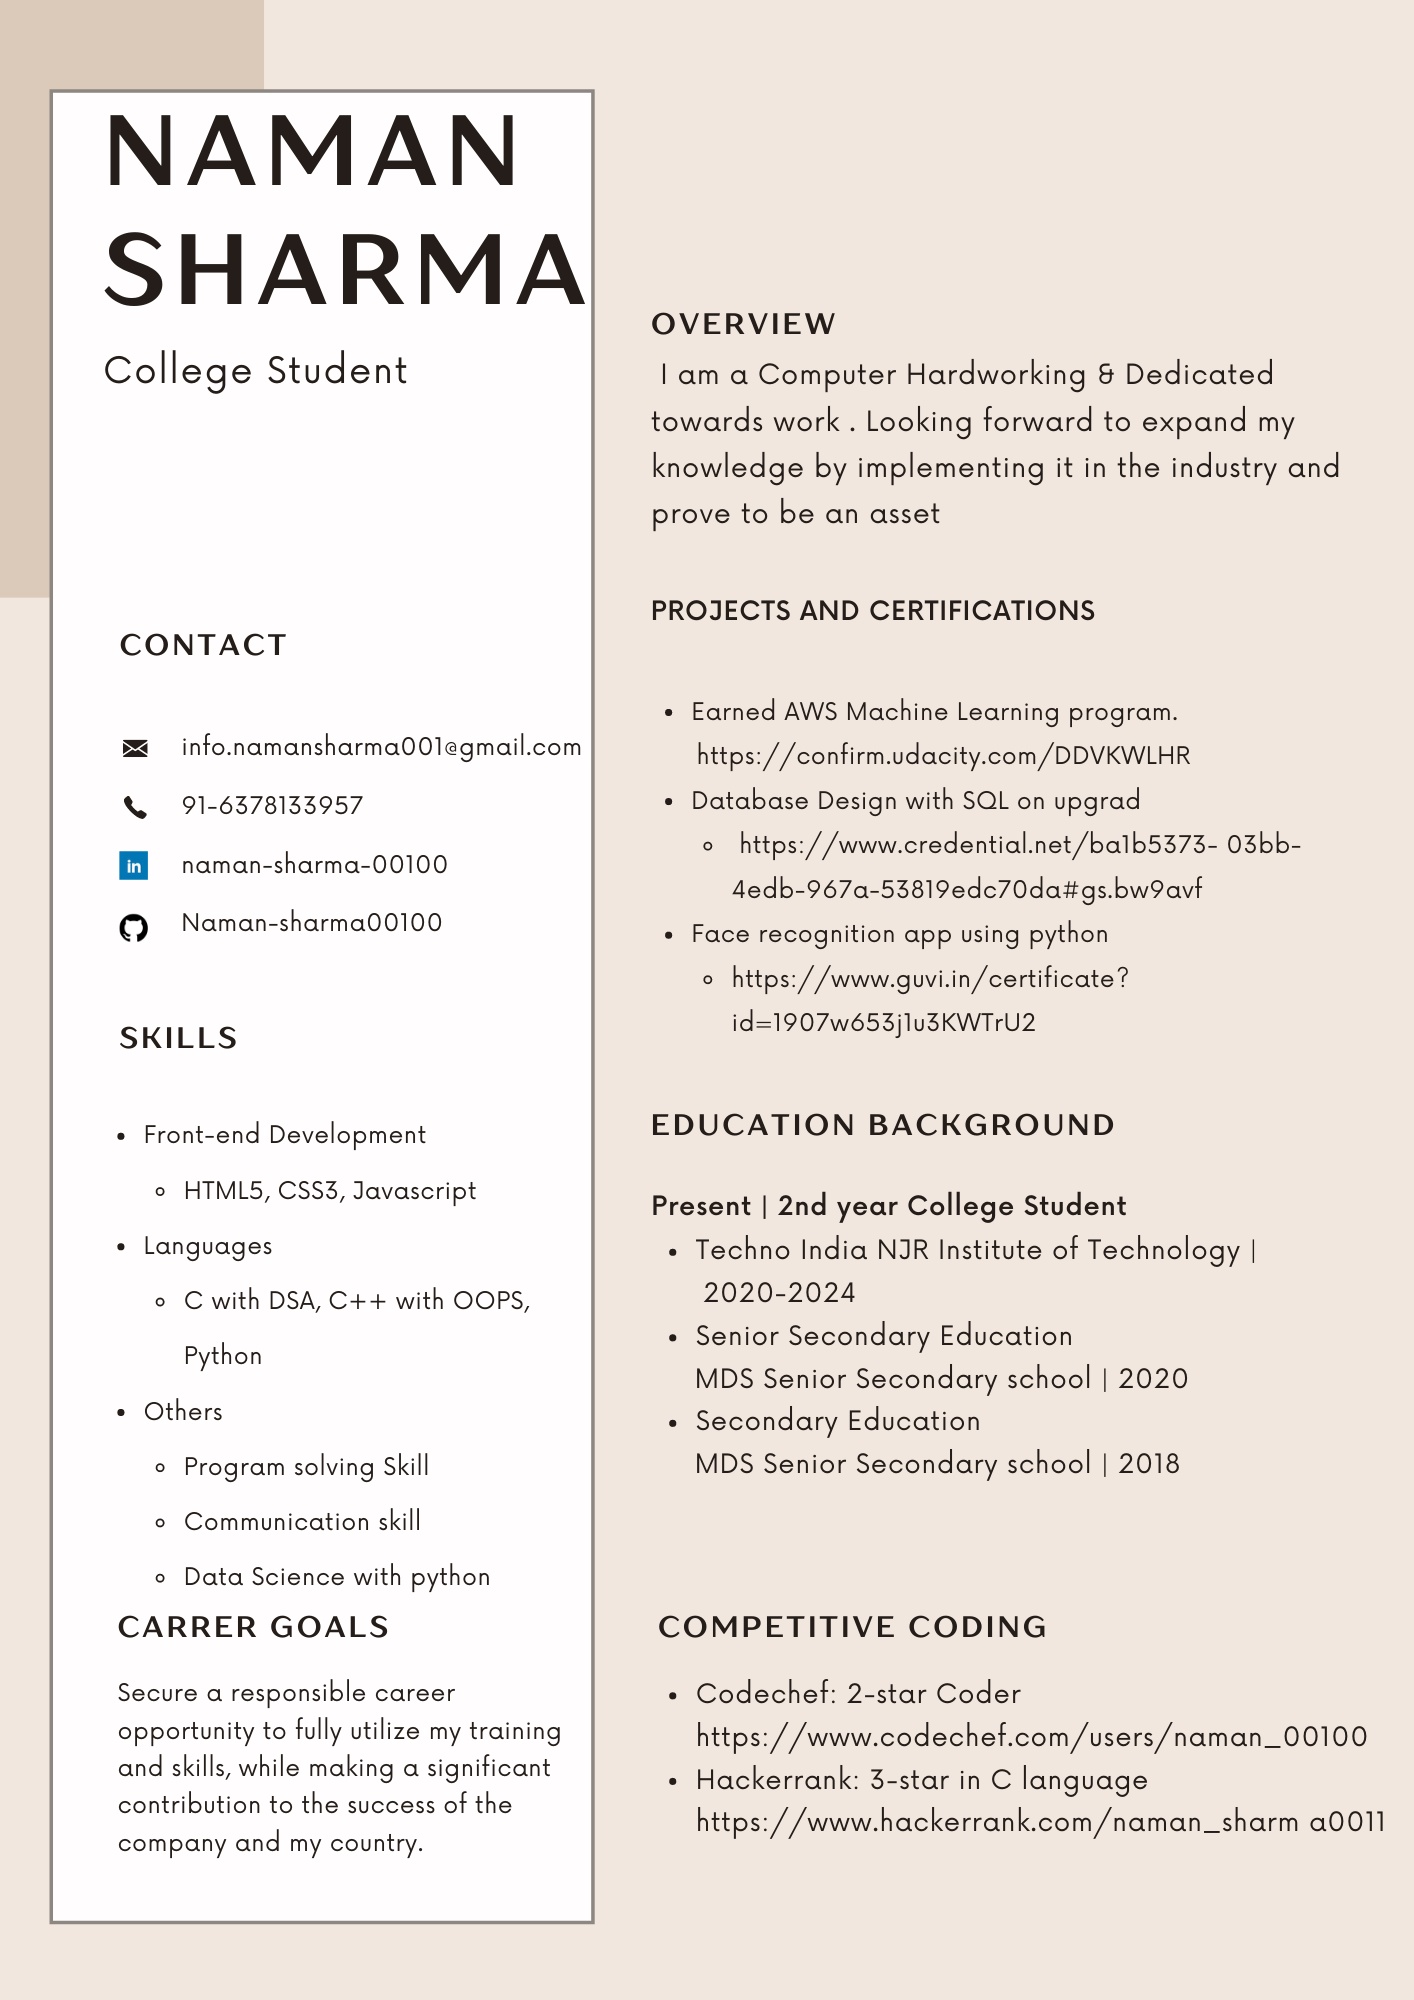 NAMAN
SHARMA
College Student
CONTACT
info.namansharma001@gmail.com
91-6378133957
in
naman-sharma-00100
Naman-sharma00100
SKILLS
• Front-end Development
◦ HTML5, CSS3, Javascript
• Languages
◦ C with DSA, C++ with OOPS,
Python
• Others
◦ Program solving Skill
◦ Communication skill
◦ Data Science with python
CARRER GOALS
Secure a responsible career
opportunity to fully utilize my training
and skills, while making a significant
contribution to the success of the
company and my country.
OVERVIEW
I am a Computer Hardworking & Dedicated
towards work . Looking forward to expand my
knowledge by implementing it in the industry and
prove to be an asset
PROJECTS AND CERTIFICATIONS
• Earned AWS Machine Learning program.
https://confirm.udacity.com/DDVKWLHR
• Database Design with SQL on upgrad
◦ https://www.credential.net/ba1b5373- 03bb-
4edb-967a-53819edc70da#gs.bw9avf
• Face recognition app using python
◦ https://www.guvi.in/certificate?
id=1907w653j1u3KWTrU2
EDUCATION BACKGROUND
Present | 2nd year College Student
• Techno India NJR Institute of Technology |
2020-2024
• Senior Secondary Education
MDS Senior Secondary school | 2020
• Secondary Education
MDS Senior Secondary school | 2018
COMPETITIVE CODING
• Codechef: 2-star Coder
https://www.codechef.com/users/naman_00100
• Hackerrank: 3-star in C language
https://www.hackerrank.com/naman_sharm a0011